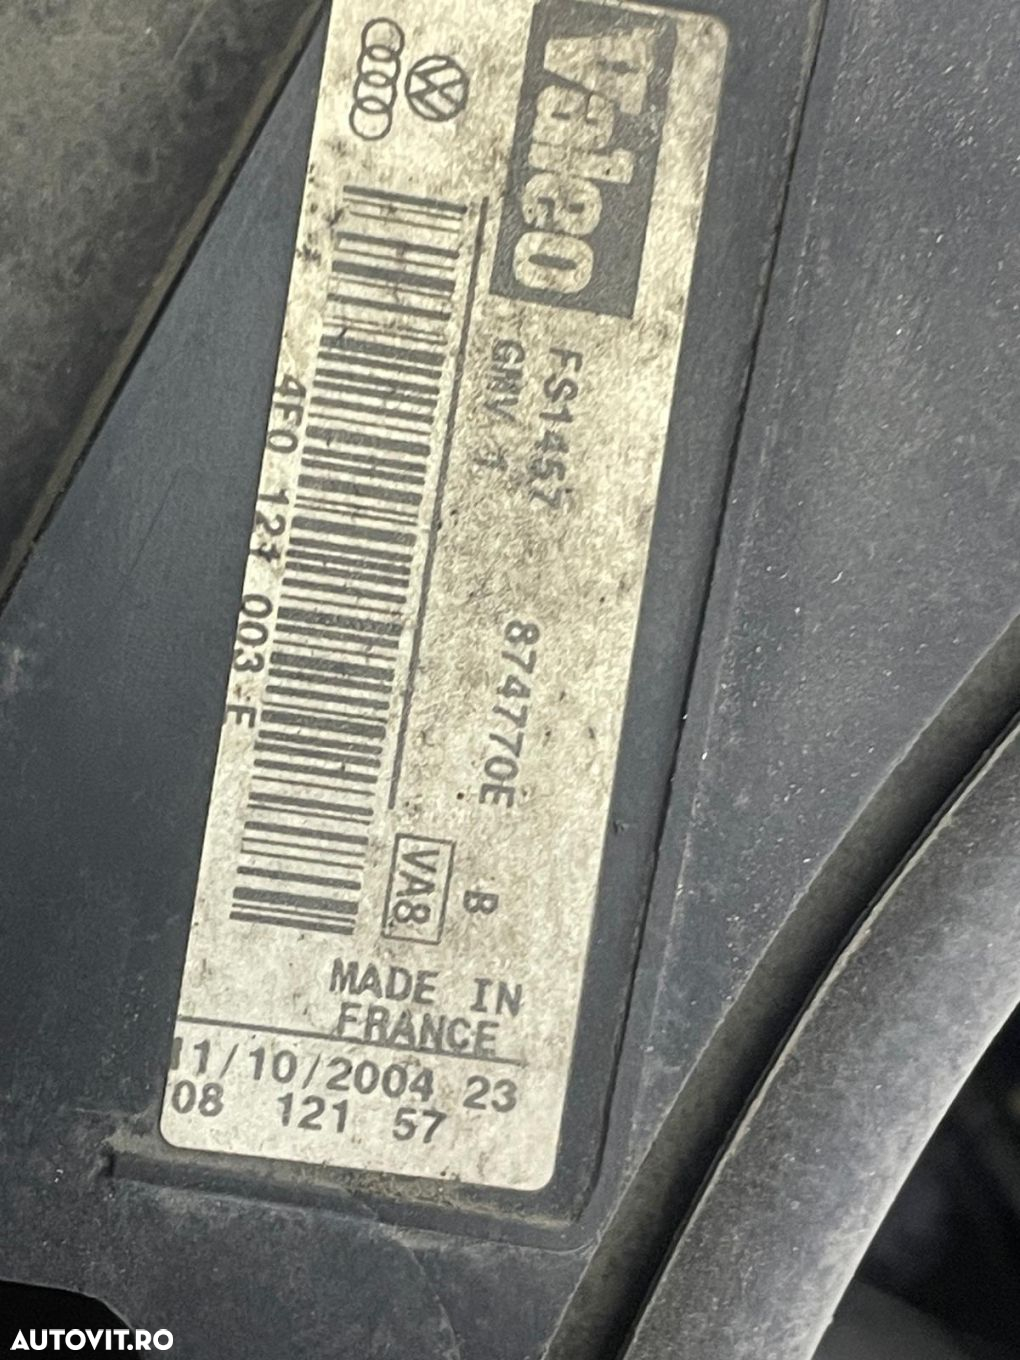 Valeo
FS1457
GMV 1
874770E
B
VA8
4F0 121 003 E
MADE IN
FRANCE
11/10/2004 23
08 121 57
AUTOVIT.RO